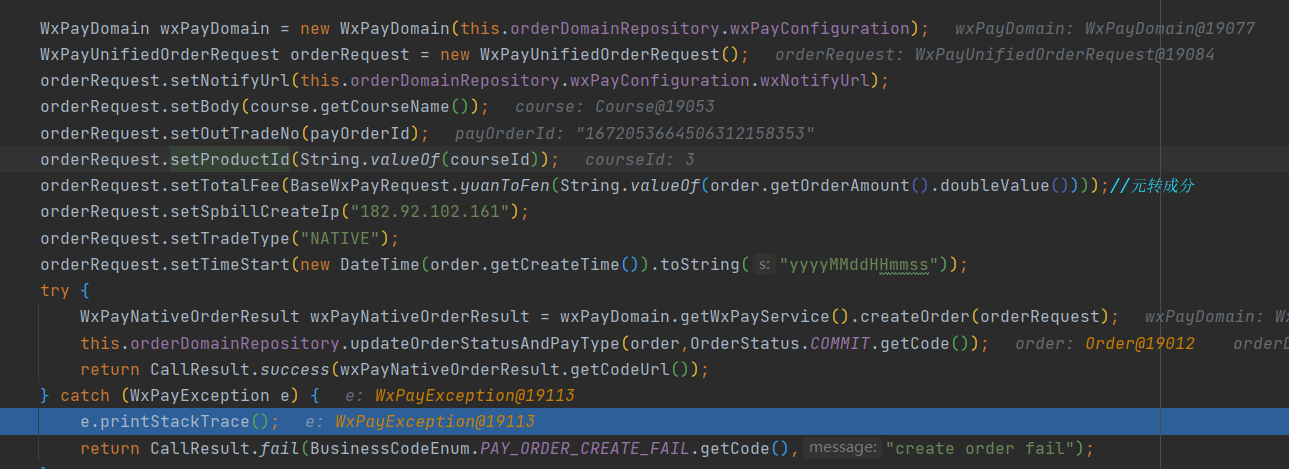 WxPayDomain wxPayDomain = new WxPayDomain(this.orderDomainRepository.wxPayConfiguration); wxPayDomain: WxPayDomain@19077
WxPayUnifiedOrderRequest orderRequest = new WxPayUnifiedOrderRequest(); orderRequest: WxPayUnifiedOrderRequest@19084
orderRequest.setNotifyUrl(this.orderDomainRepository.wxPayConfiguration.wxNotifyUrl);
orderRequest.setBody(course.getCourseName()); course: Course@19053
orderRequest.setOutTradeNo(payOrderId); payOrderId: "1672053664506312158353"
orderRequest.setProductId(String.valueOf(courseId)); courseId: 3
orderRequest.setTotalFee(BaseWxPayRequest.yuanToFen(String.valueOf(order.getOrderAmount().doubleValue())));//元转成分
orderRequest.setSpbillCreateIp("182.92.102.161");
orderRequest.setTradeType("NATIVE");
orderRequest.setTimeStart(new DateTime(order.getCreateTime()).toString( s: "yyyyMMddHHmmss"));
try {
WxPayNativeOrderResult wxPayNativeOrderResult = wxPayDomain.getWxPayService().createOrder(orderRequest); wxPayDomain: Wx
this.orderDomainRepository.updateOrderStatusAndPayType(order,OrderStatus.COMMIT.getCode()); order: Order@19012 orderD
return CallResult.success(wxPayNativeOrderResult.getCodeUrl());
} catch (WxPayException e) { e: WxPayException@19113
e.printStackTrace(); e: WxPayException@19113
return CallResult.fail(BusinessCodeEnum.PAY_ORDER_CREATE_FAIL.getCode(), message: "create order fail");